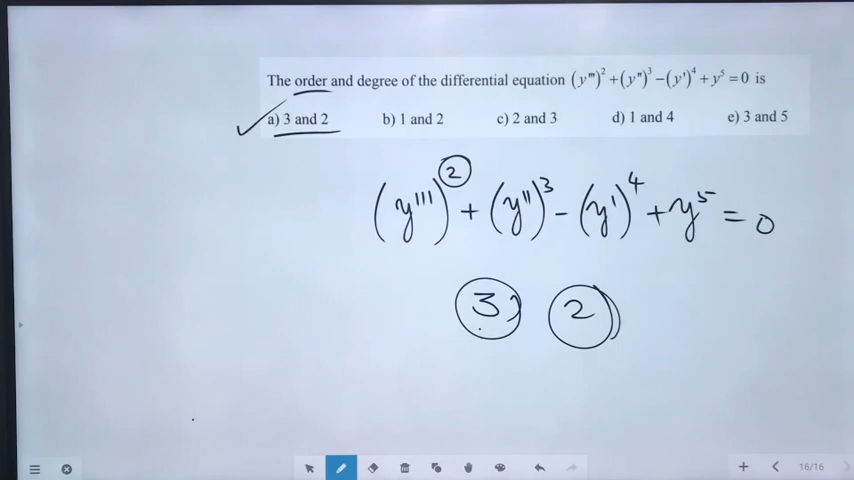 The order and degree of the differential equation (y''')² + (y'')³ − (y')⁴ + y⁵ = 0 is
a) 3 and 2 b) 1 and 2 c) 2 and 3 d) 1 and 4 e) 3 and 5
(y''')² + (y'')³ − (y')⁴ + y⁵ = 0
3, 2
16/16